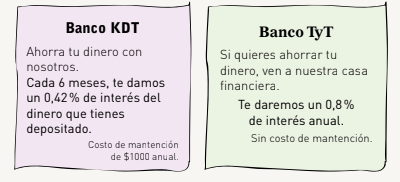 Banco KDT
Ahorra tu dinero con
nosotros.
Cada 6 meses, te damos
un 0,42 % de interés del
dinero que tienes
depositado.
Costo de mantención
de $1000 anual.
Banco TyT
Si quieres ahorrar tu
dinero, ven a nuestra casa
financiera.
Te daremos un 0,8 %
de interés anual.
Sin costo de mantención.